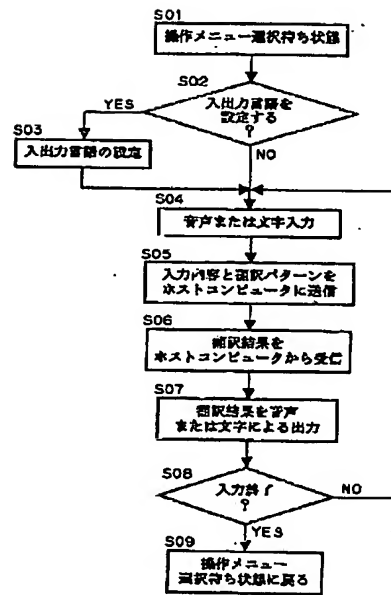 S01
操作メニュー選択待ち状態
S02
入出力言語を
設定する
?
YES
NO
S03
入出力言語の設定
S04
音声または文字入力
S05
入力内容と翻訳パターンを
ホストコンピュータに送信
S06
翻訳結果を
ホストコンピュータから受信
S07
翻訳結果を音声
または文字による出力
S08
入力終了
?
NO
YES
S09
操作メニュー
選択待ち状態に戻る